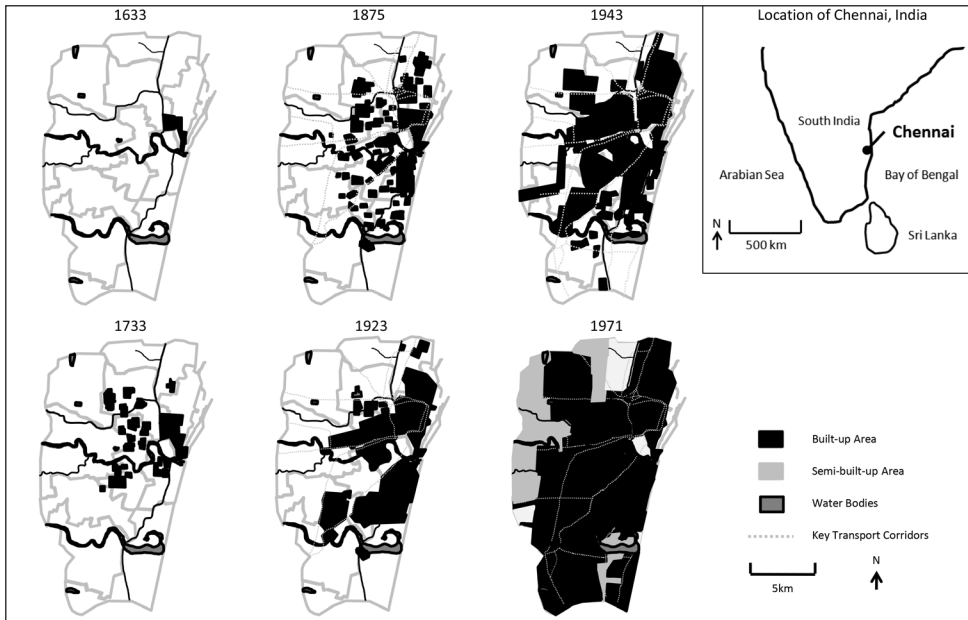 1633
1875
1943
Location of Chennai, India
South India
Chennai
Arabian Sea
Bay of Bengal
N
500 km
Sri Lanka
1733
1923
1971
Built-up Area
Semi-built-up Area
Water Bodies
Key Transport Corridors
5km
N